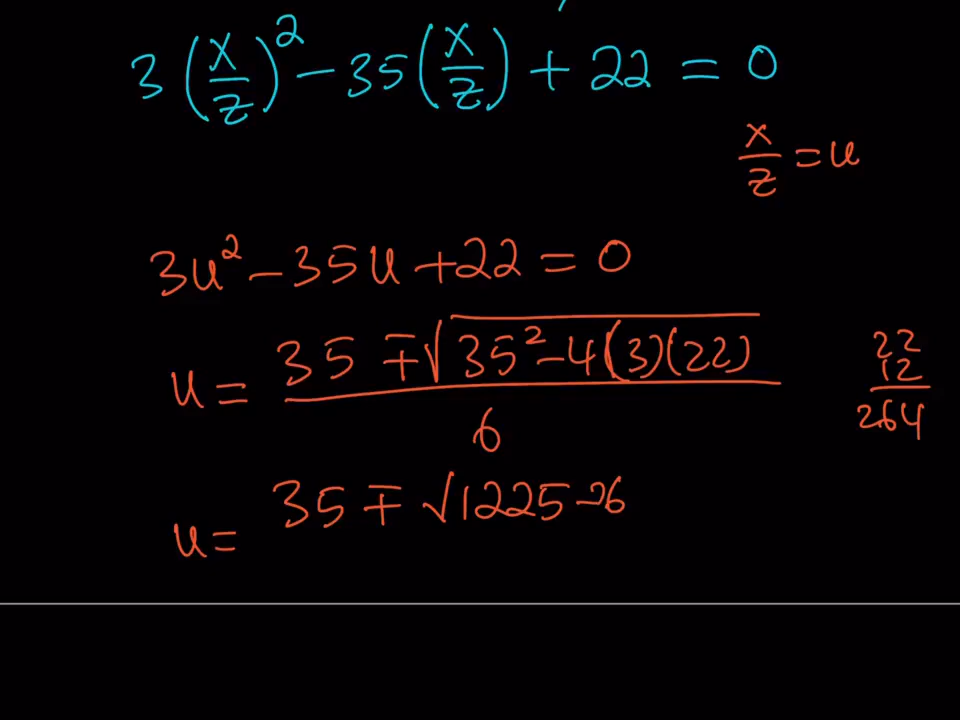 3(x/z)² − 35(x/z) + 22 = 0
x/z = u
3u² − 35u + 22 = 0
u = (35 ∓ √(35² − 4(3)(22)))/6
22
12
264
u = 35 ∓ √1225 − 26